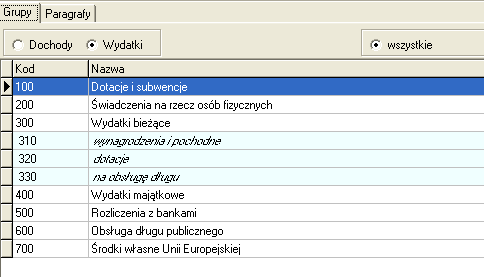 Grupy Paragrafy
Dochody Wydatki wszystkie
Kod Nazwa
100 Dotacje i subwencje
200 Świadczenia na rzecz osób fizycznych
300 Wydatki bieżące
310 wynagrodzenia i pochodne
320 dotacje
330 na obsługę długu
400 Wydatki majątkowe
500 Rozliczenia z bankami
600 Obsługa długu publicznego
700 Środki własne Unii Europejskiej